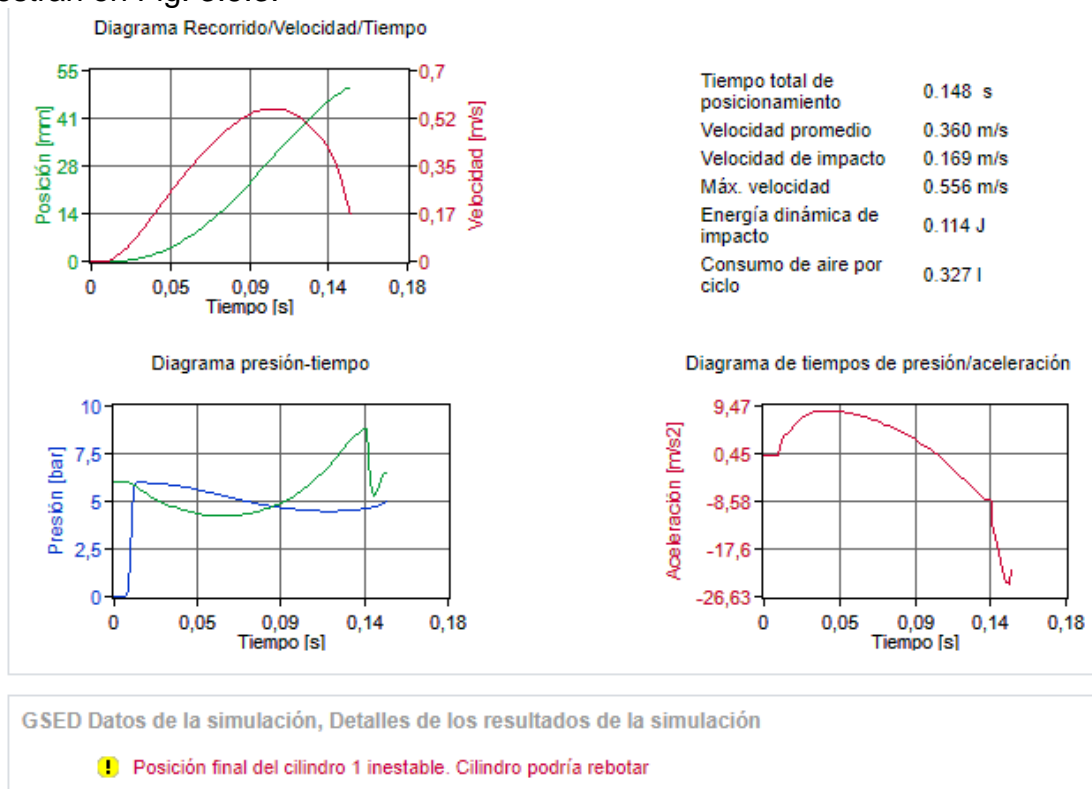 Diagrama Recorrido/Velocidad/Tiempo
55
41
28
14
0
Posición [mm]
0,7
0,52
0,35
0,17
0
Velocidad [m/s]
0 0,05 0,09 0,14 0,18
Tiempo [s]
Tiempo total de
posicionamiento 0.148 s
Velocidad promedio 0.360 m/s
Velocidad de impacto 0.169 m/s
Máx. velocidad 0.556 m/s
Energía dinámica de
impacto 0.114 J
Consumo de aire por
ciclo 0.327 l
Diagrama presión-tiempo
10
7,5
5
2,5
0
Presión [bar]
0 0,05 0,09 0,14 0,18
Tiempo [s]
Diagrama de tiempos de presión/aceleración
9,47
0,45
-8,58
-17,6
-26,63
Aceleración [m/s2]
0 0,05 0,09 0,14 0,18
Tiempo [s]
GSED Datos de la simulación, Detalles de los resultados de la simulación
! Posición final del cilindro 1 inestable. Cilindro podría rebotar